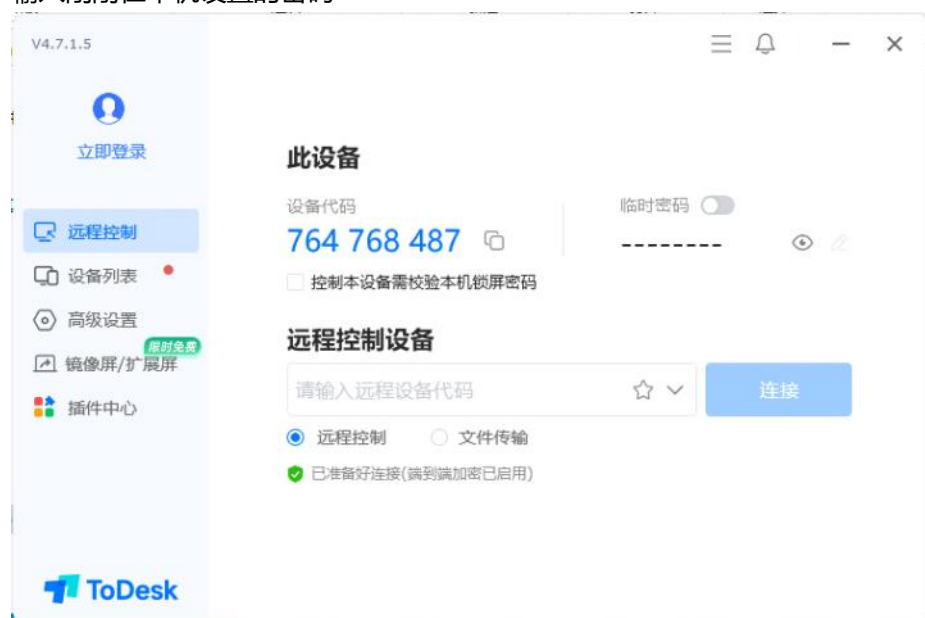 V4.7.1.5
立即登录
远程控制
设备列表
高级设置
限时免费
镜像屏/扩展屏
插件中心
ToDesk
此设备
设备代码
临时密码
764 768 487
--------
控制本设备需校验本机锁屏密码
远程控制设备
请输入远程设备代码
连接
远程控制
文件传输
已准备好连接(端到端加密已启用)